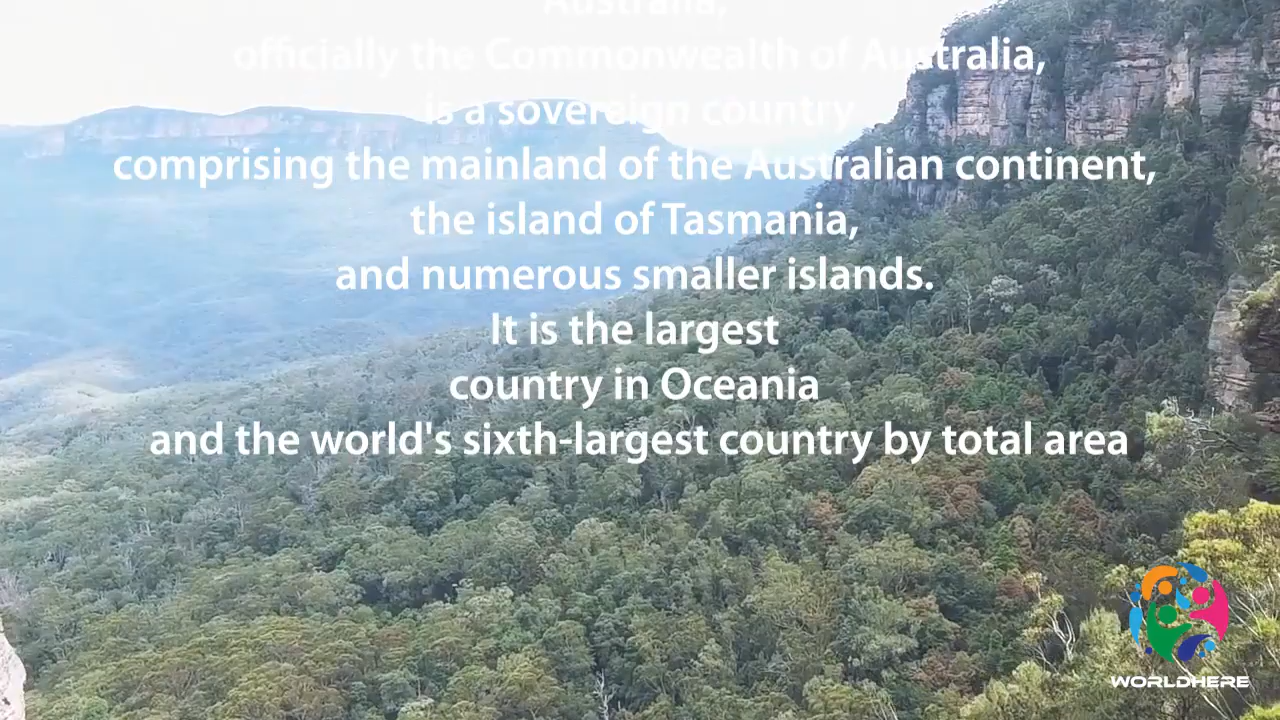 Australia,
officially the Commonwealth of Australia,
is a sovereign country
comprising the mainland of the Australian continent,
the island of Tasmania,
and numerous smaller islands.
It is the largest
country in Oceania
and the world's sixth-largest country by total area
WORLDHERE